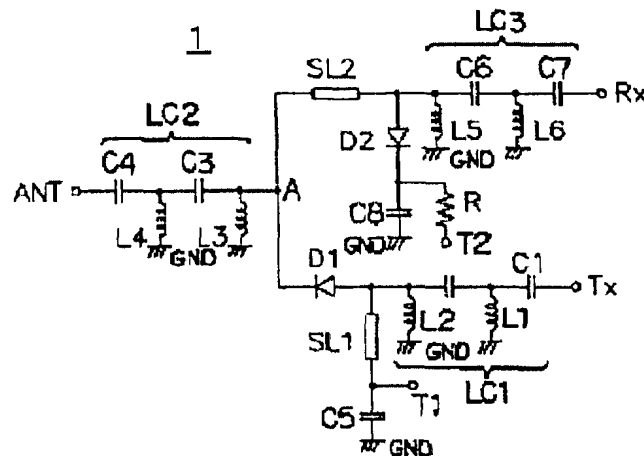 1
LC3
SL2
C6
C7
Rx
LC2
D2
L5
L6
GND
C4
C3
ANT
A
C8
R
L4
L3
GND
GND
T2
D1
C1
Tx
L2
L1
SL1
GND
T1
LC1
C5
GND